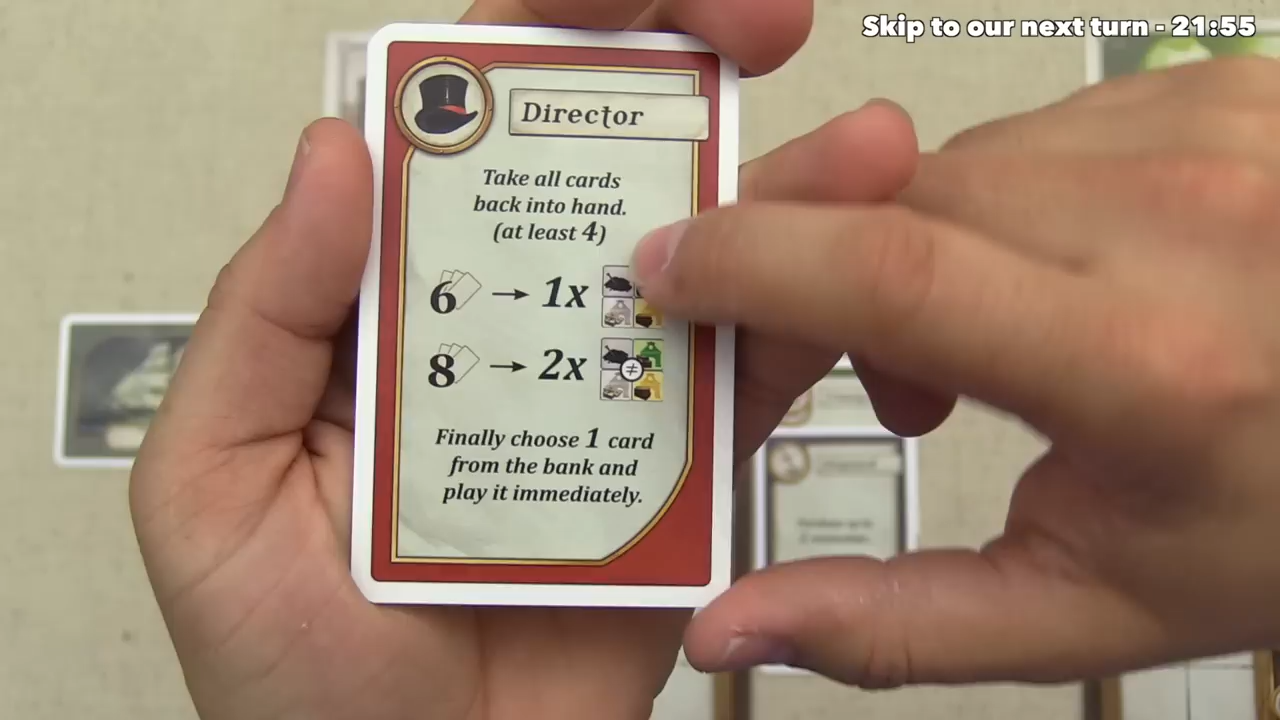 Skip to our next turn - 21:55
Director
Take all cards
back into hand.
(at least 4)
6 → 1x
8 → 2x ≠
Finally choose 1 card
from the bank and
play it immediately.